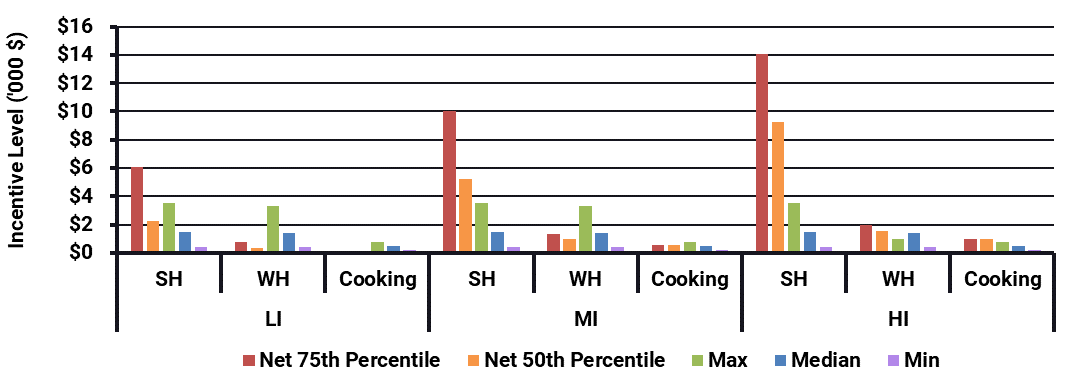 Incentive Level ('000 $)
$16
$14
$12
$10
$8
$6
$4
$2
$0
SH WH Cooking SH WH Cooking SH WH Cooking
LI MI HI
Net 75th Percentile Net 50th Percentile Max Median Min